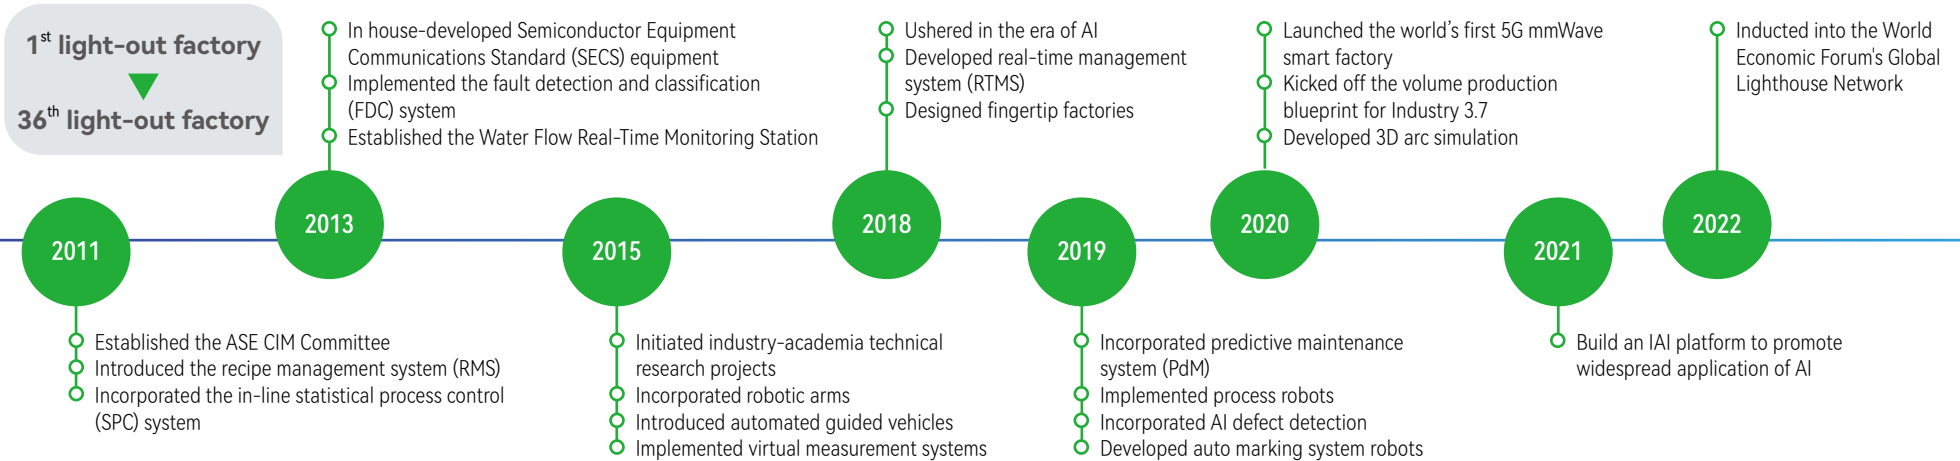 1st light-out factory
36th light-out factory
In house-developed Semiconductor Equipment
Communications Standard (SECS) equipment
Implemented the fault detection and classification
(FDC) system
Established the Water Flow Real-Time Monitoring Station
Ushered in the era of AI
Developed real-time management
system (RTMS)
Designed fingertip factories
Launched the world's first 5G mmWave
smart factory
Kicked off the volume production
blueprint for Industry 3.7
Developed 3D arc simulation
Inducted into the World
Economic Forum's Global
Lighthouse Network
2011
2013
2015
2018
2019
2020
2021
2022
Established the ASE CIM Committee
Introduced the recipe management system (RMS)
Incorporated the in-line statistical process control
(SPC) system
Initiated industry-academia technical
research projects
Incorporated robotic arms
Introduced automated guided vehicles
Implemented virtual measurement systems
Incorporated predictive maintenance
system (PdM)
Implemented process robots
Incorporated AI defect detection
Developed auto marking system robots
Build an IAI platform to promote
widespread application of AI